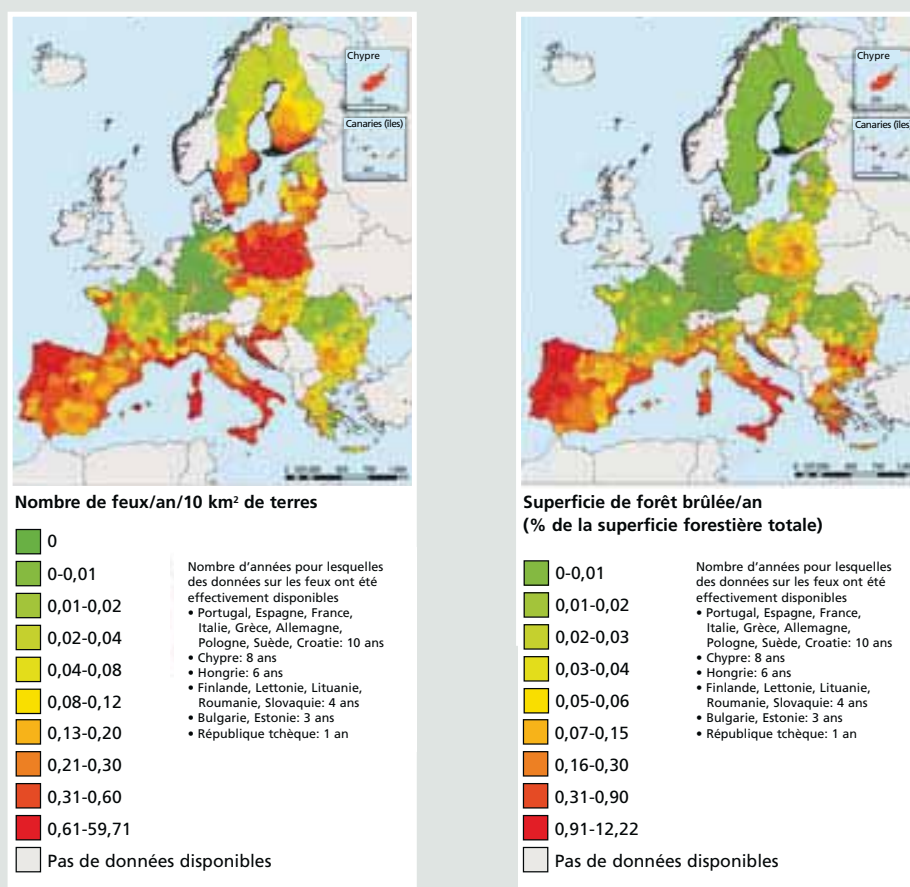 Chypre
Canaries (îles)
Nombre de feux/an/10 km² de terres
0
0-0,01
0,01-0,02
0,02-0,04
0,04-0,08
0,08-0,12
0,13-0,20
0,21-0,30
0,31-0,60
0,61-59,71
Pas de données disponibles
Nombre d’années pour lesquelles
des données sur les feux ont été
effectivement disponibles
• Portugal, Espagne, France,
Italie, Grèce, Allemagne,
Pologne, Suède, Croatie: 10 ans
• Chypre: 8 ans
• Hongrie: 6 ans
• Finlande, Lettonie, Lituanie,
Roumanie, Slovaquie: 4 ans
• Bulgarie, Estonie: 3 ans
• République tchèque: 1 an
Chypre
Canaries (îles)
Superficie de forêt brûlée/an
(% de la superficie forestière totale)
0-0,01
0,01-0,02
0,02-0,03
0,03-0,04
0,05-0,06
0,07-0,15
0,16-0,30
0,31-0,90
0,91-12,22
Pas de données disponibles
Nombre d’années pour lesquelles
des données sur les feux ont été
effectivement disponibles
• Portugal, Espagne, France,
Italie, Grèce, Allemagne,
Pologne, Suède, Croatie: 10 ans
• Chypre: 8 ans
• Hongrie: 6 ans
• Finlande, Lettonie, Lituanie,
Roumanie, Slovaquie: 4 ans
• Bulgarie, Estonie: 3 ans
• République tchèque: 1 an